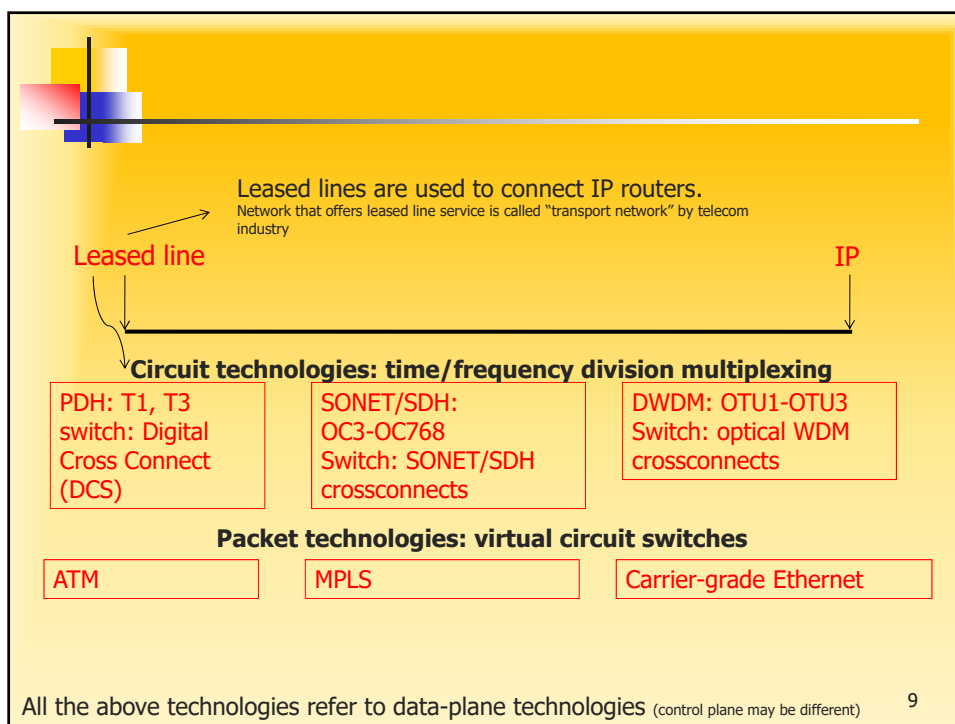 Leased lines are used to connect IP routers.
Network that offers leased line service is called “transport network” by telecom
industry
Leased line
IP
Circuit technologies: time/frequency division multiplexing
PDH: T1, T3
switch: Digital
Cross Connect
(DCS)
SONET/SDH:
OC3-OC768
Switch: SONET/SDH
crossconnects
DWDM: OTU1-OTU3
Switch: optical WDM
crossconnects
Packet technologies: virtual circuit switches
ATM
MPLS
Carrier-grade Ethernet
All the above technologies refer to data-plane technologies (control plane may be different)
9